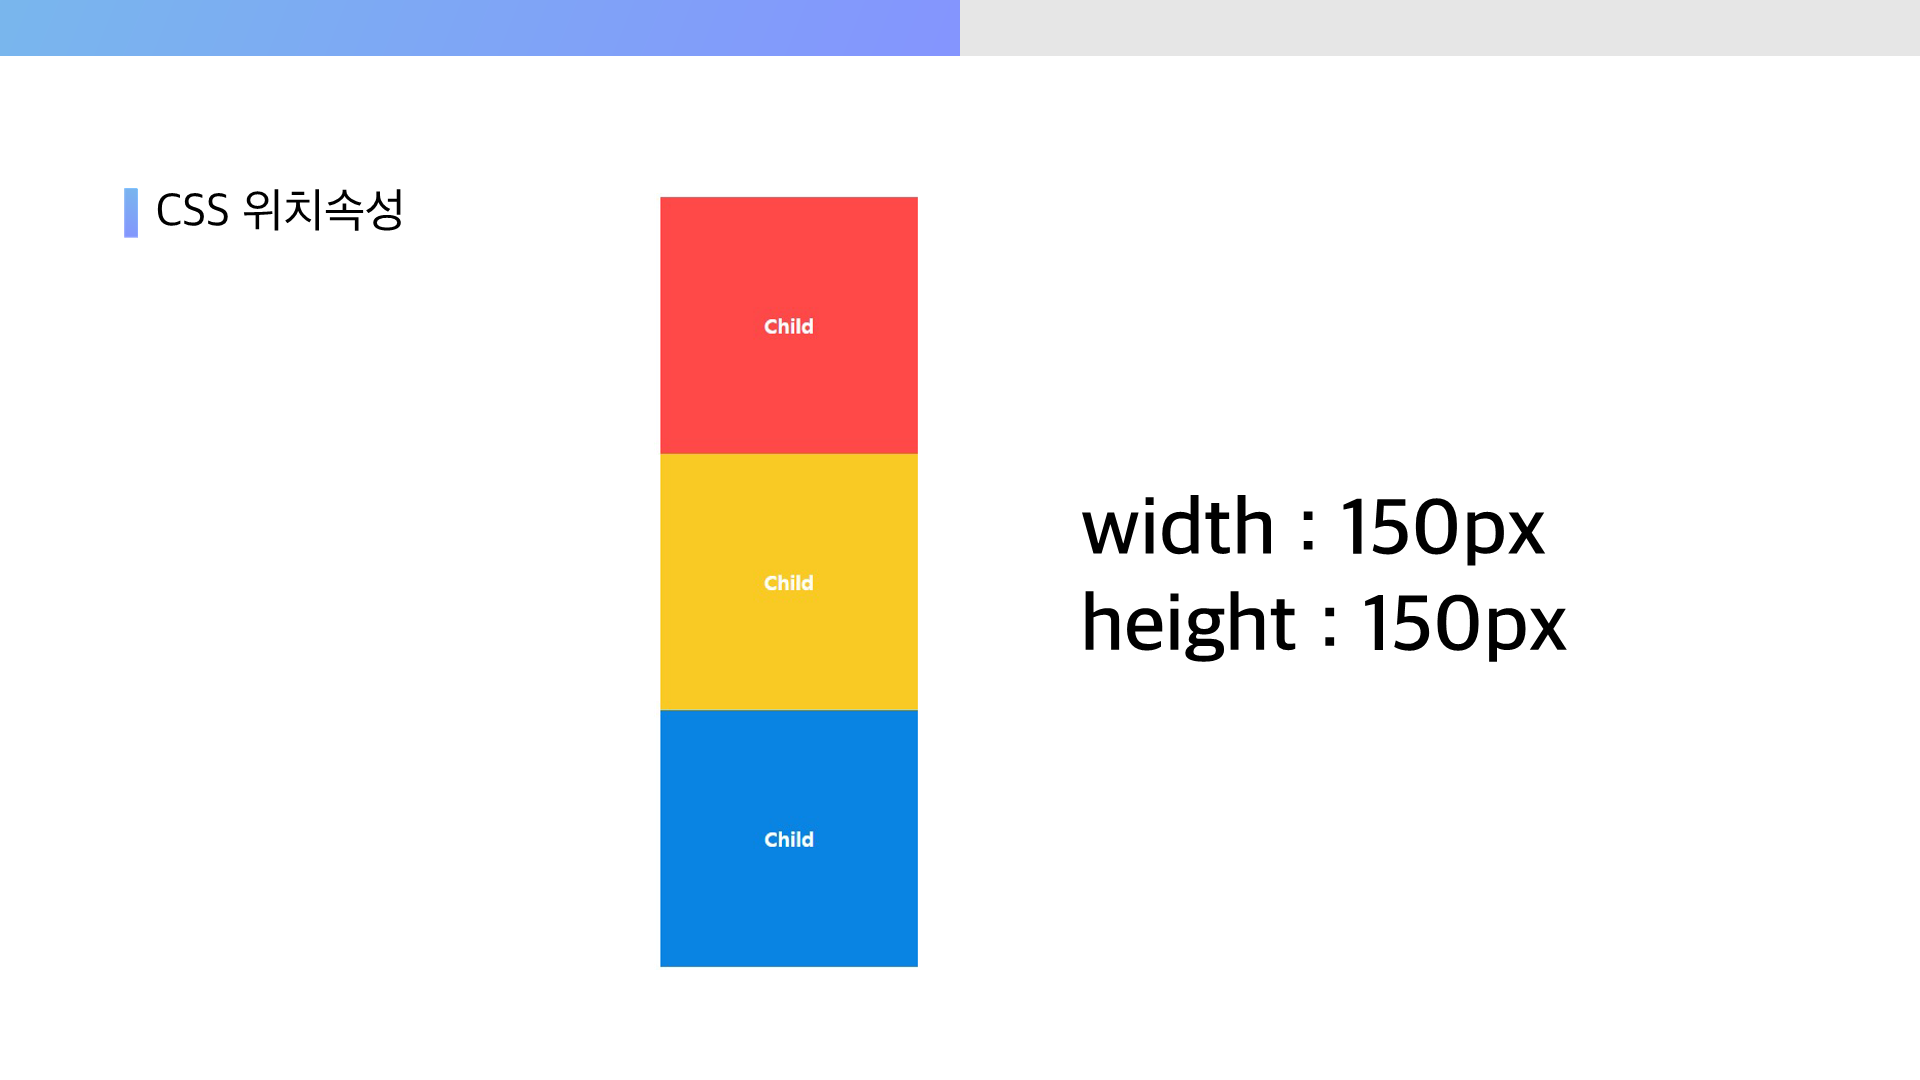 CSS 위치속성
Child
Child
Child
width : 150px
height : 150px